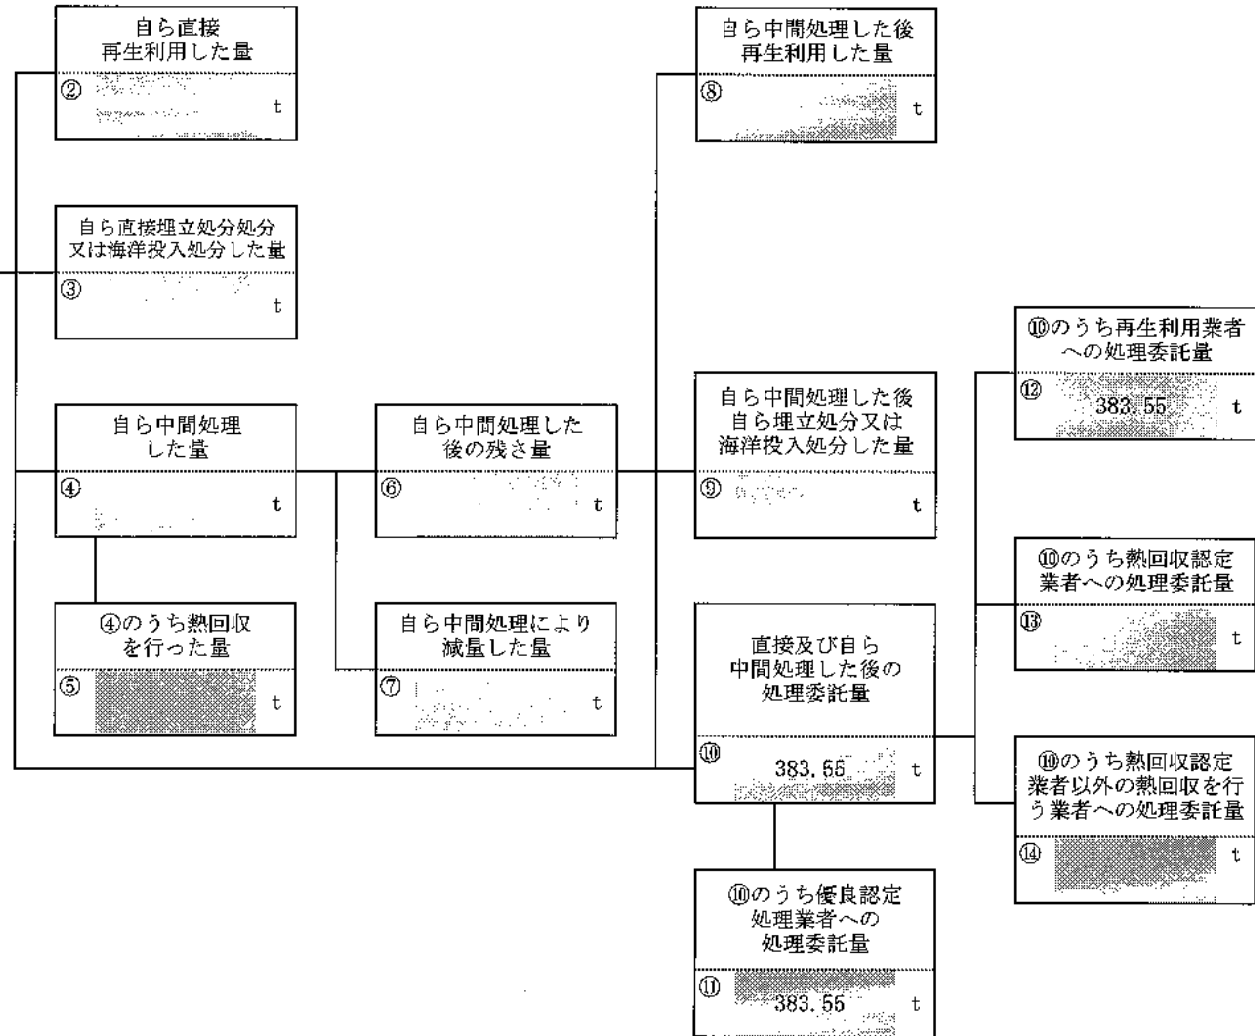 自ら直接
再生利用した量
② t
自ら中間処理した後
再生利用した量
⑧ t
自ら直接埋立処分処分
又は海洋投入処分した量
③ t
⑩のうち再生利用業者
への処理委託量
⑫ 383.55 t
自ら中間処理
した量
④ t
自ら中間処理した
後の残さ量
⑥ t
自ら中間処理した後
自ら埋立処分又は
海洋投入処分した量
⑨ t
⑩のうち熱回収認定
業者への処理委託量
⑬ t
④のうち熱回収
を行った量
⑤ t
自ら中間処理により
減量した量
⑦ t
直接及び自ら
中間処理した後の
処理委託量
⑩ 383.55 t
⑩のうち熱回収認定
業者以外の熱回収を行
う業者への処理委託量
⑭ t
⑩のうち優良認定
処理業者への
処理委託量
⑪ 383.55 t